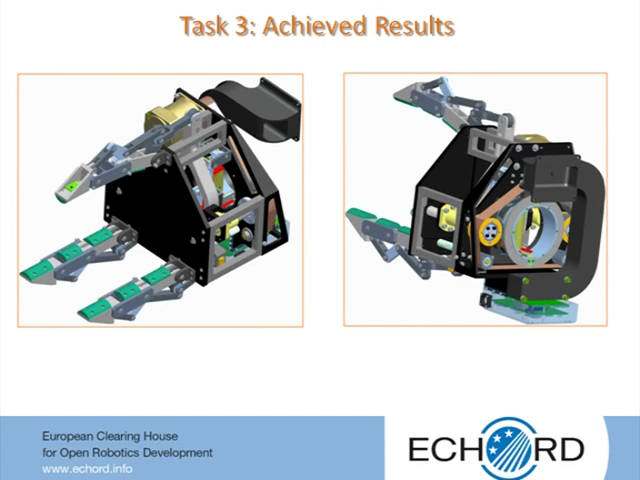 Task 3: Achieved Results
European Clearing House
for Open Robotics Development
www.echord.info
ECHORD